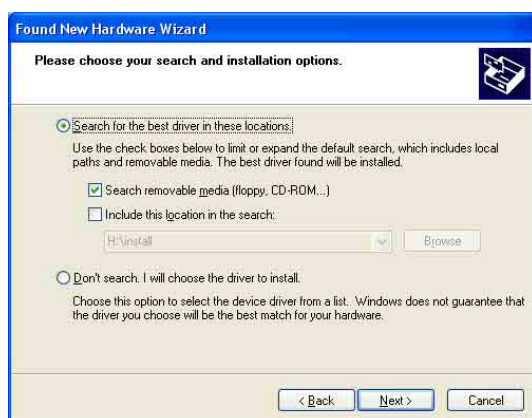 Found New Hardware Wizard
Please choose your search and installation options.
Search for the best driver in these locations.
Use the check boxes below to limit or expand the default search, which includes local
paths and removable media. The best driver found will be installed.
Search removable media (floppy, CD-ROM...)
Include this location in the search:
H:\install
Browse
Don't search. I will choose the driver to install.
Choose this option to select the device driver from a list. Windows does not guarantee that
the driver you choose will be the best match for your hardware.
< Back
Next >
Cancel